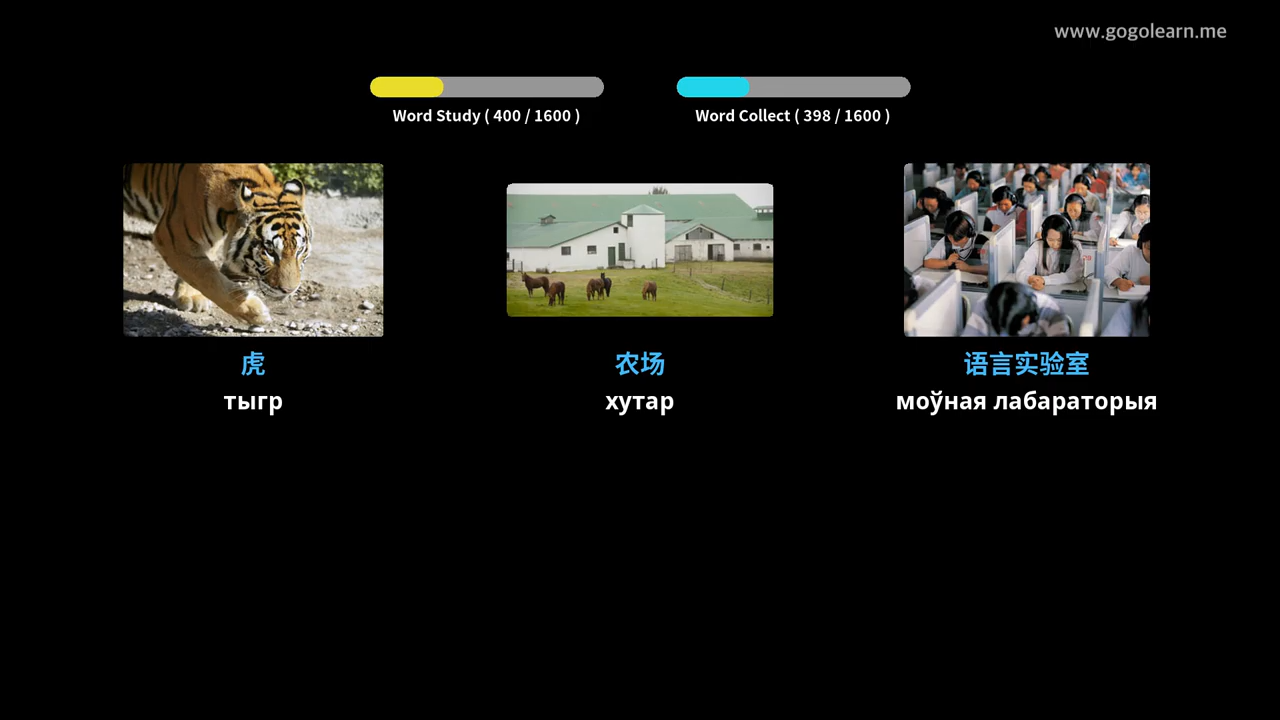 www.gogolearn.me
Word Study ( 400 / 1600 )
Word Collect ( 398 / 1600 )
虎
тыгр
农场
хутар
语言实验室
моўная лабараторыя